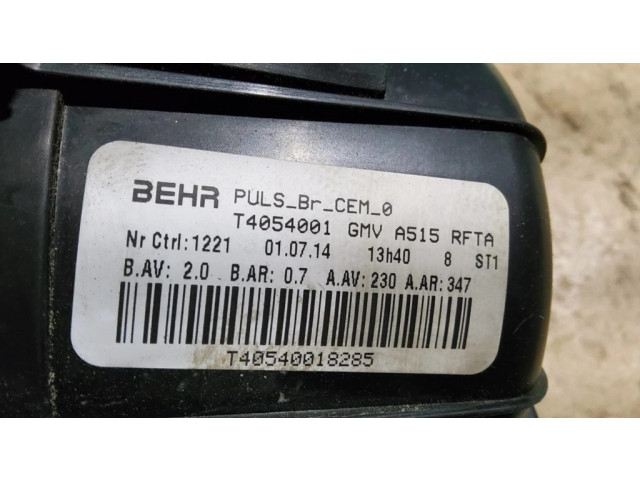 BEHR PULS_Br_CEM_0
T4054001 GMV A515 RFTA
Nr Ctrl:1221 01.07.14 13h40 8 ST1
B.AV: 2.0 B.AR: 0.7 A.AV: 230 A.AR: 347
T40540018285